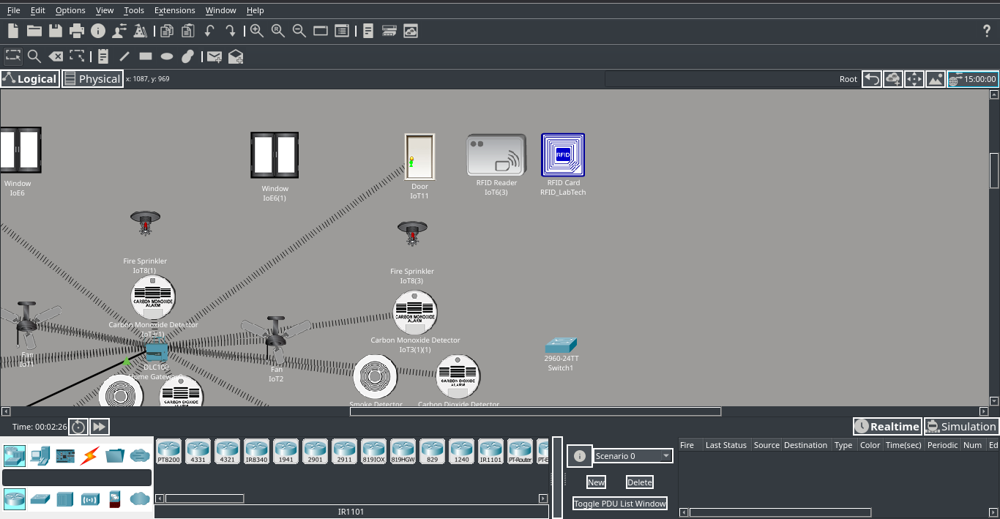 File Edit Options View Tools Extensions Window Help
?
Logical Physical x: 1087, y: 969 Root 15:00:00
Window
IoE6
Window
IoE6(1)
Door
IoT11
RFID Reader
IoT6(3)
RFID
RFID Card
RFID_LabTech
Fire Sprinkler
IoT8(1)
Fire Sprinkler
IoT8(3)
CARBON MONOXIDE
ALARM
Carbon Monoxide Detector
IoT3(1)
CARBON MONOXIDE
ALARM
Carbon Monoxide Detector
IoT3(1)(1)
Fan
IoT1
Fan
IoT2
DLC100
Home Gateway
2960-24TT
Switch1
CARBON DIOXIDE
ALARM
CARBON DIOXIDE
ALARM
Smoke Detector
Carbon Dioxide Detector
Time: 00:02:26 Realtime Simulation
PT8200 4331 4321 IR8340 1941 2901 2911 819IOX 819HGW 829 1240 IR1101 PT-Router PT-E
IR1101
Scenario 0
New Delete
Toggle PDU List Window
Fire Last Status Source Destination Type Color Time(sec) Periodic Num Ed